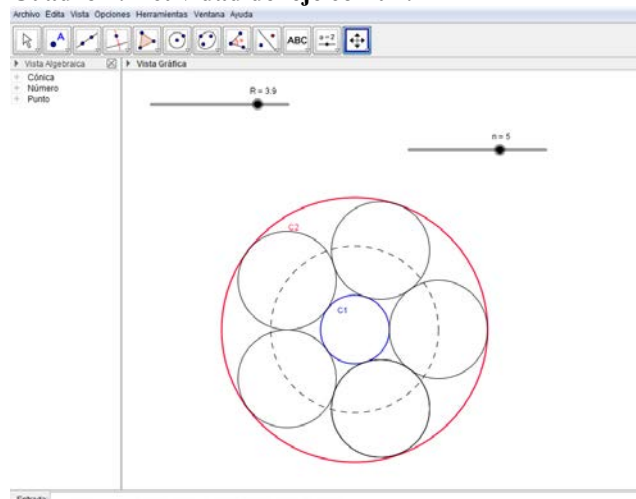 Archivo Edita Vista Opciones Herramientas Ventana Ayuda
A
ABC
a=2
Vista Algebraica
Vista Gráfica
Cónica
Número
Punto
R = 3.9
n = 5
C2
C1
Entrada